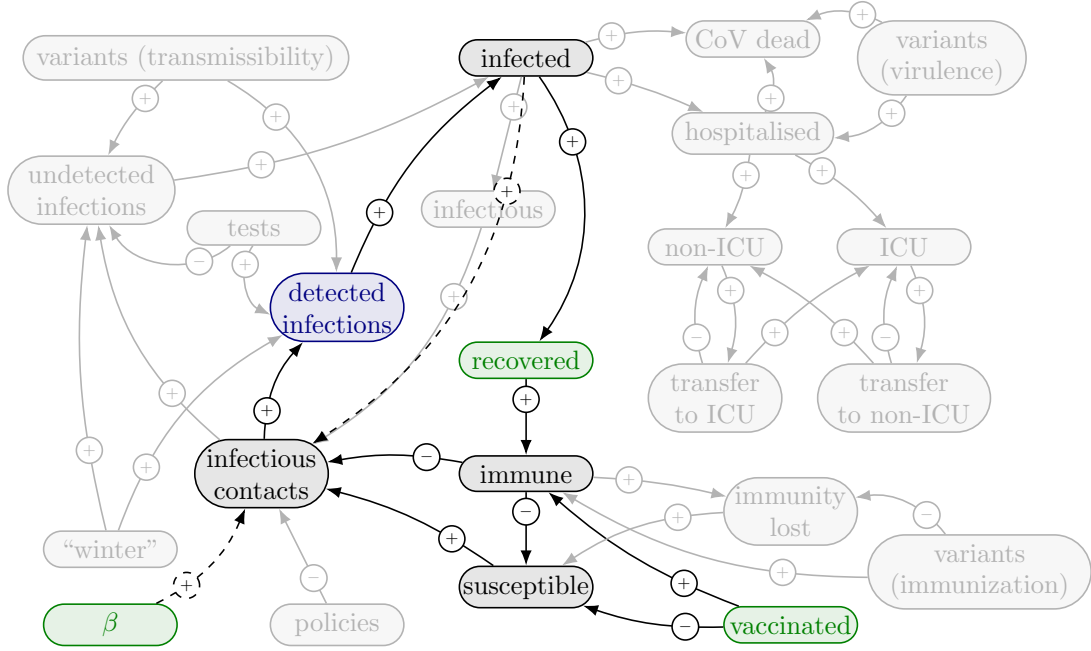 variants (transmissibility)
infected
CoV dead
variants
(virulence)
hospitalised
undetected
infections
infectious
tests
non-ICU
ICU
detected
infections
recovered
transfer
to ICU
transfer
to non-ICU
infectious
contacts
immune
immunity
lost
“winter”
susceptible
variants
(immunization)
β
policies
vaccinated
+
+
+
+
+
+
+
+
+
+
+
+
+
+
−
+
+
+
+
−
+
+
−
+
+
+
+
+
−
+
+
+
−
+
−
+
+
−
+
+
−